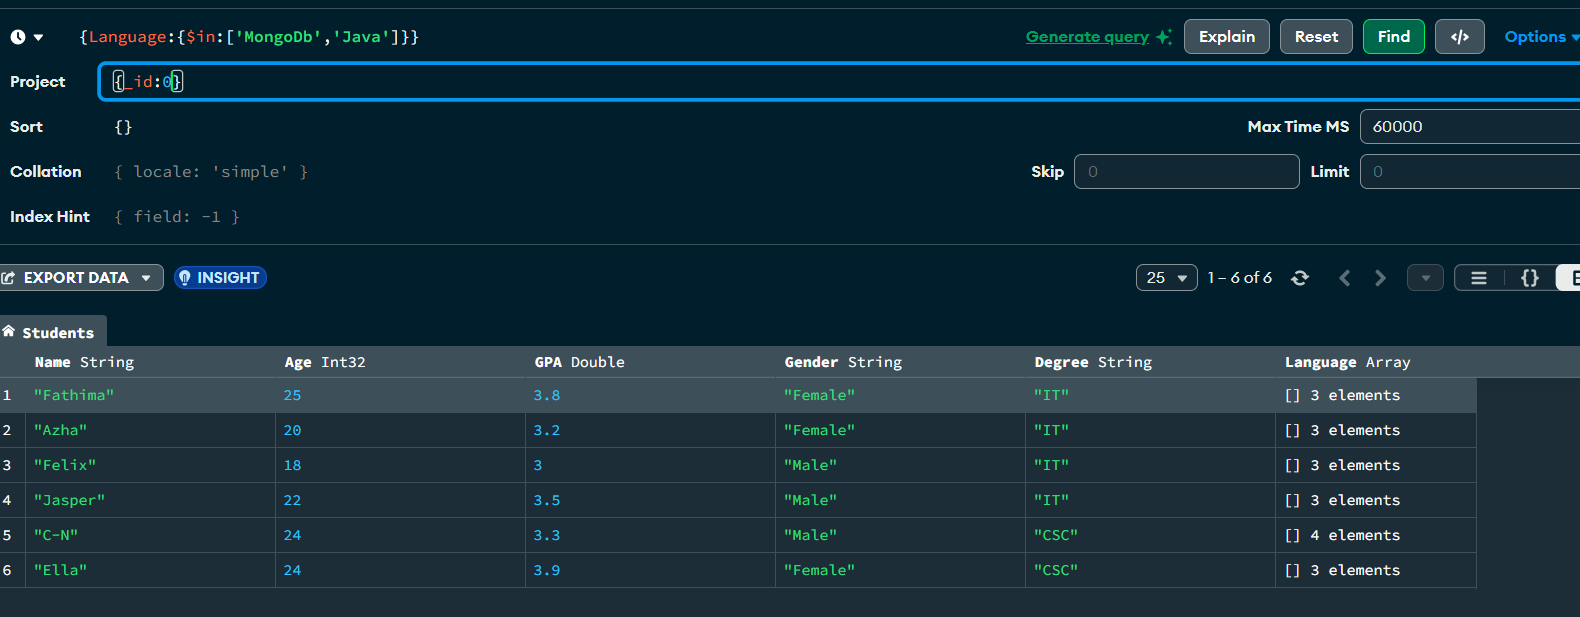 {Language:{$in:['MongoDb','Java']}} Generate query Explain Reset Find </> Options
Project {_id:0}
Sort {} Max Time MS 60000
Collation { locale: 'simple' } Skip 0 Limit 0
Index Hint { field: -1 }
EXPORT DATA INSIGHT 25 1 – 6 of 6 {}
Students
Name String Age Int32 GPA Double Gender String Degree String Language Array
1 "Fathima" 25 3.8 "Female" "IT" [] 3 elements
2 "Azha" 20 3.2 "Female" "IT" [] 3 elements
3 "Felix" 18 3 "Male" "IT" [] 3 elements
4 "Jasper" 22 3.5 "Male" "IT" [] 3 elements
5 "C-N" 24 3.3 "Male" "CSC" [] 4 elements
6 "Ella" 24 3.9 "Female" "CSC" [] 3 elements